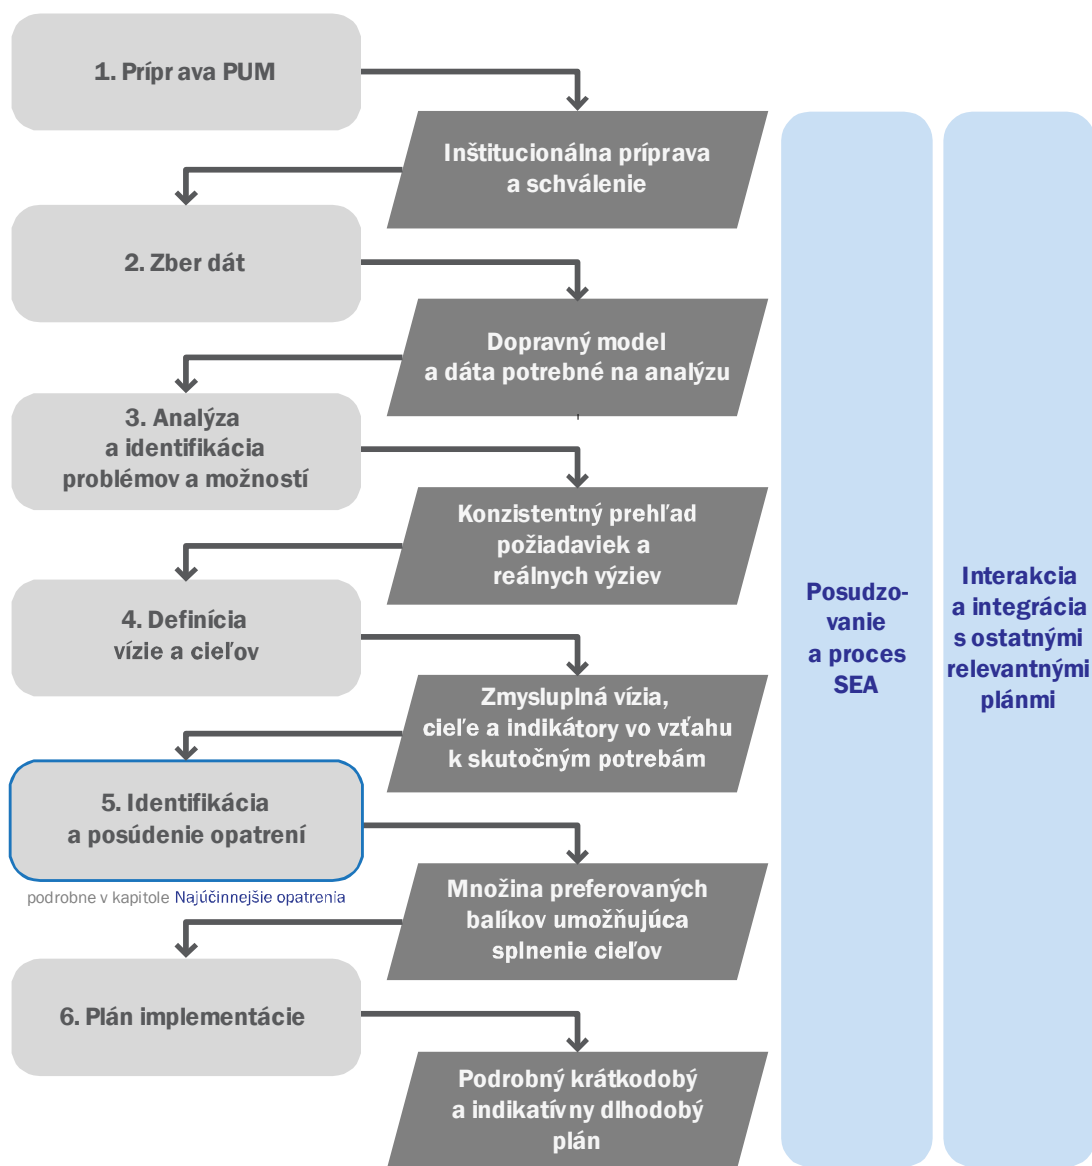 1. Príprava PUM
Inštitucionálna príprava
a schválenie
2. Zber dát
Dopravný model
a dáta potrebné na analýzu
3. Analýza
a identifikácia
problémov a možností
Konzistentný prehľad
požiadaviek a
reálnych výziev
4. Definícia
vízie a cieľov
Zmysluplná vízia,
cieľe a indikátory vo vzťahu
k skutočným potrebám
5. Identifikácia
a posúdenie opatrení
podrobne v kapitole Najúčinnejšie opatrenia
Množina preferovaných
balíkov umožňujúca
splnenie cieľov
6. Plán implementácie
Podrobný krátkodobý
a indikatívny dlhodobý
plán
Posudzo-
vanie
a proces
SEA
Interakcia
a integrácia
s ostatnými
relevantnými
plánmi